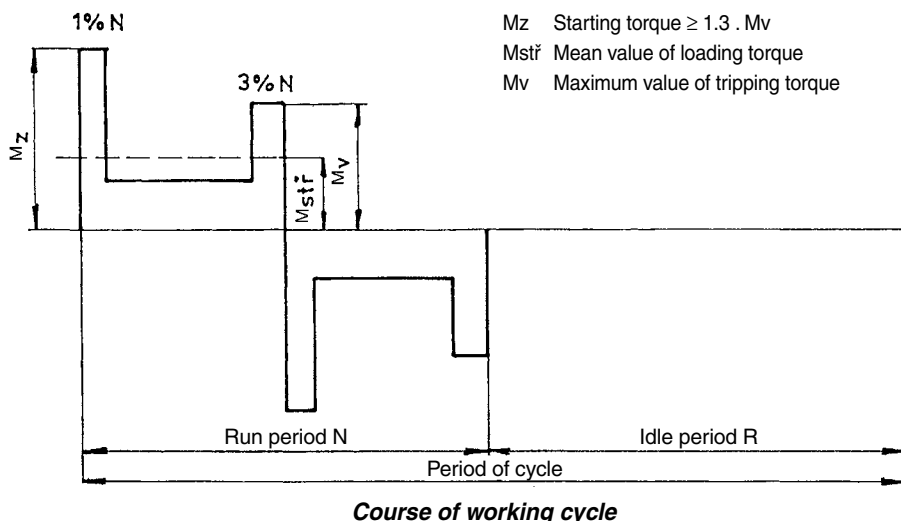 1% N
3% N
Mz Starting torque ≥ 1.3 . Mv
Mstř Mean value of loading torque
Mv Maximum value of tripping torque
Mz
Mstř
Mv
Run period N
Idle period R
Period of cycle
Course of working cycle